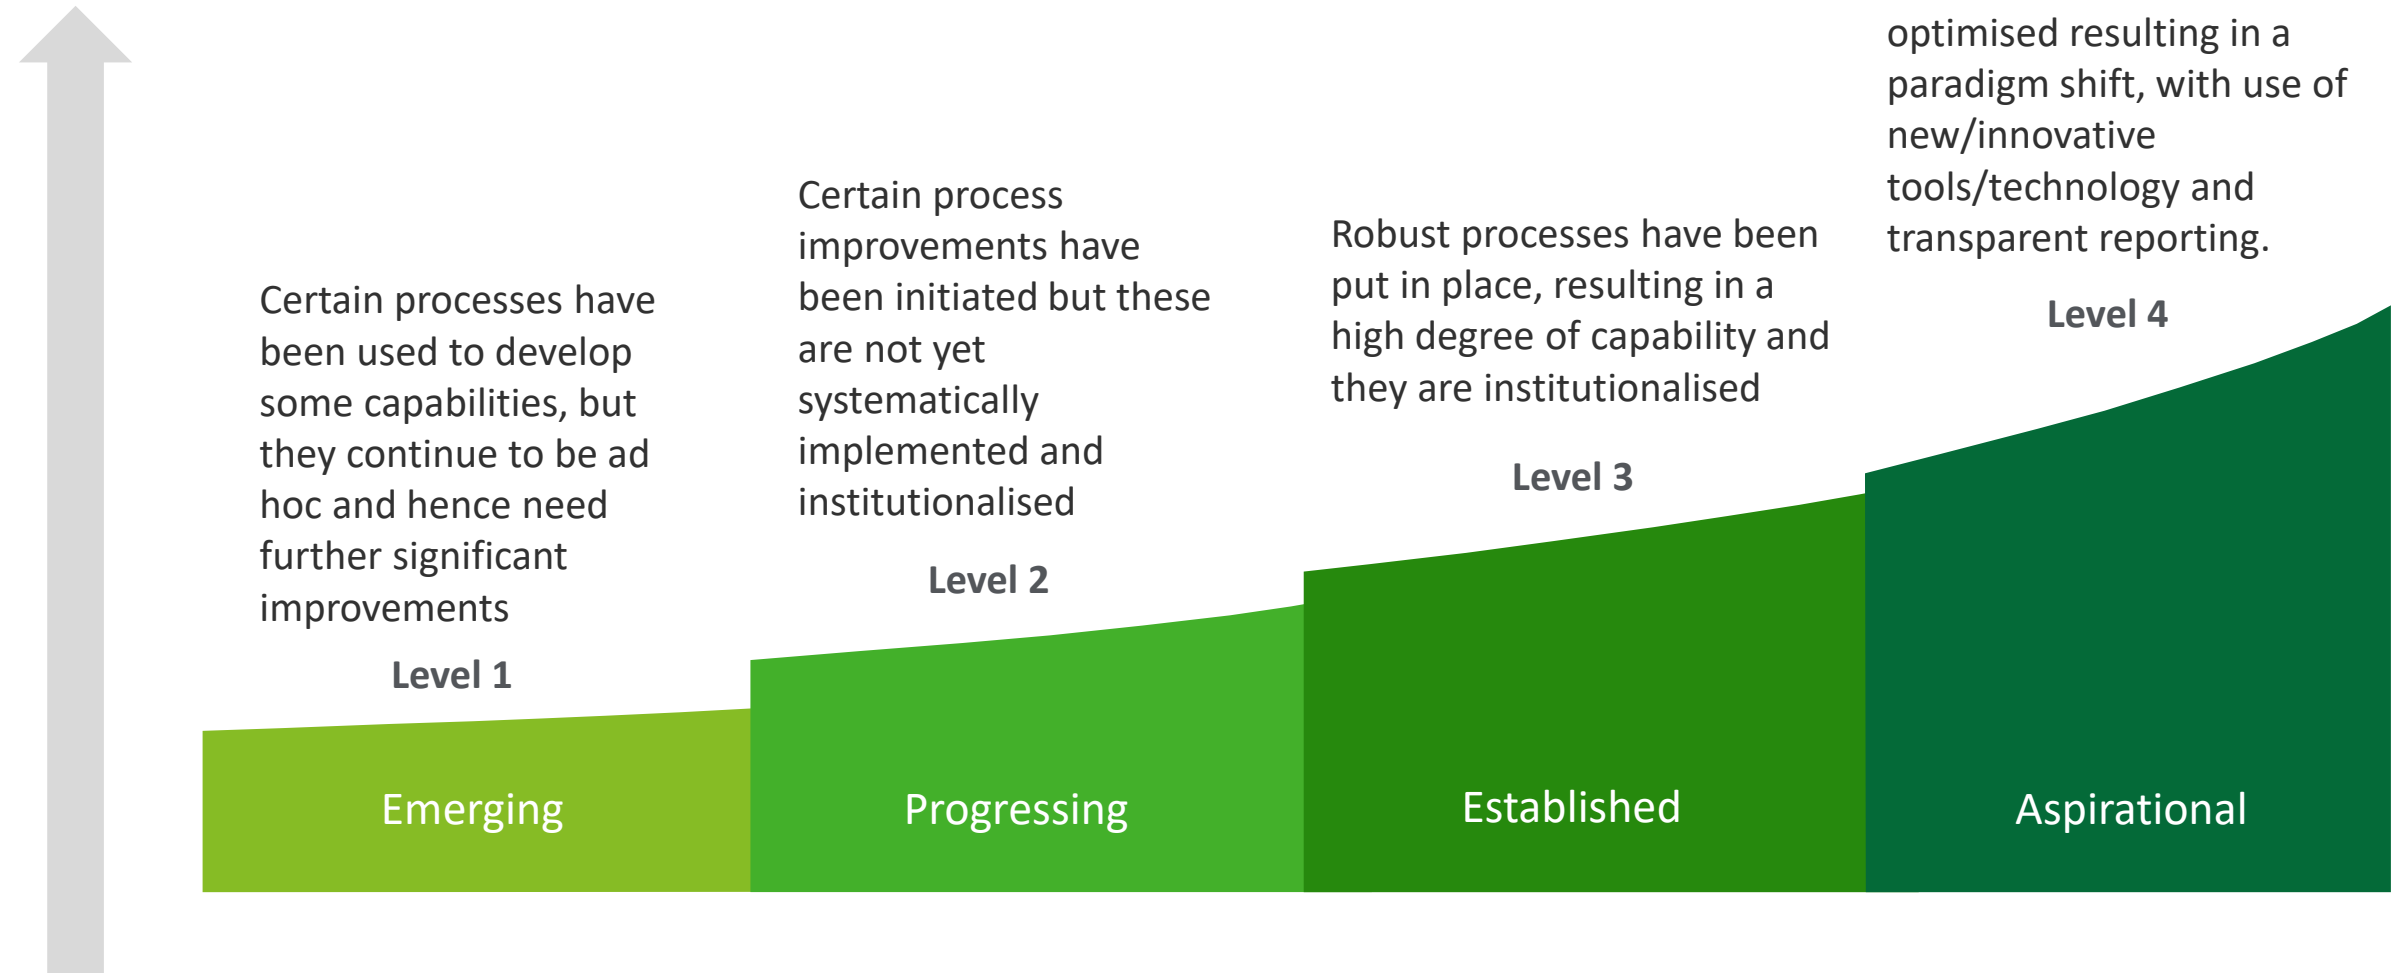 Certain processes have
been used to develop
some capabilities, but
they continue to be ad
hoc and hence need
further significant
improvements
Level 1
Emerging
Certain process
improvements have
been initiated but these
are not yet
systematically
implemented and
institutionalised
Level 2
Progressing
Robust processes have been
put in place, resulting in a
high degree of capability and
they are institutionalised
Level 3
Established
optimised resulting in a
paradigm shift, with use of
new/innovative
tools/technology and
transparent reporting.
Level 4
Aspirational